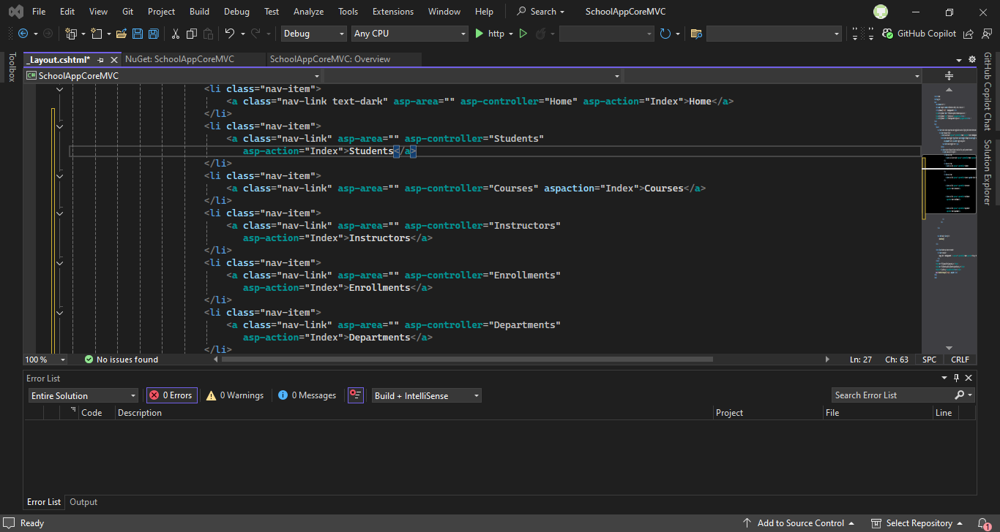 File Edit View Git Project Build Debug Test Analyze Tools Extensions Window Help Search SchoolAppCoreMVC
Debug Any CPU http GitHub Copilot
Toolbox
_Layout.cshtml* NuGet: SchoolAppCoreMVC SchoolAppCoreMVC: Overview
C# SchoolAppCoreMVC
<li class="nav-item">
<a class="nav-link text-dark" asp-area="" asp-controller="Home" asp-action="Index">Home</a>
</li>
<li class="nav-item">
<a class="nav-link" asp-area="" asp-controller="Students"
asp-action="Index">Students</a>
</li>
<li class="nav-item">
<a class="nav-link" asp-area="" asp-controller="Courses" aspaction="Index">Courses</a>
</li>
<li class="nav-item">
<a class="nav-link" asp-area="" asp-controller="Instructors"
asp-action="Index">Instructors</a>
</li>
<li class="nav-item">
<a class="nav-link" asp-area="" asp-controller="Enrollments"
asp-action="Index">Enrollments</a>
</li>
<li class="nav-item">
<a class="nav-link" asp-area="" asp-controller="Departments"
asp-action="Index">Departments</a>
</li>
GitHub Copilot Chat
Solution Explorer
100 % No issues found Ln: 27 Ch: 63 SPC CRLF
Error List
Entire Solution 0 Errors 0 Warnings 0 Messages Build + IntelliSense Search Error List
Code Description Project File Line
Error List Output
Ready Add to Source Control Select Repository 1